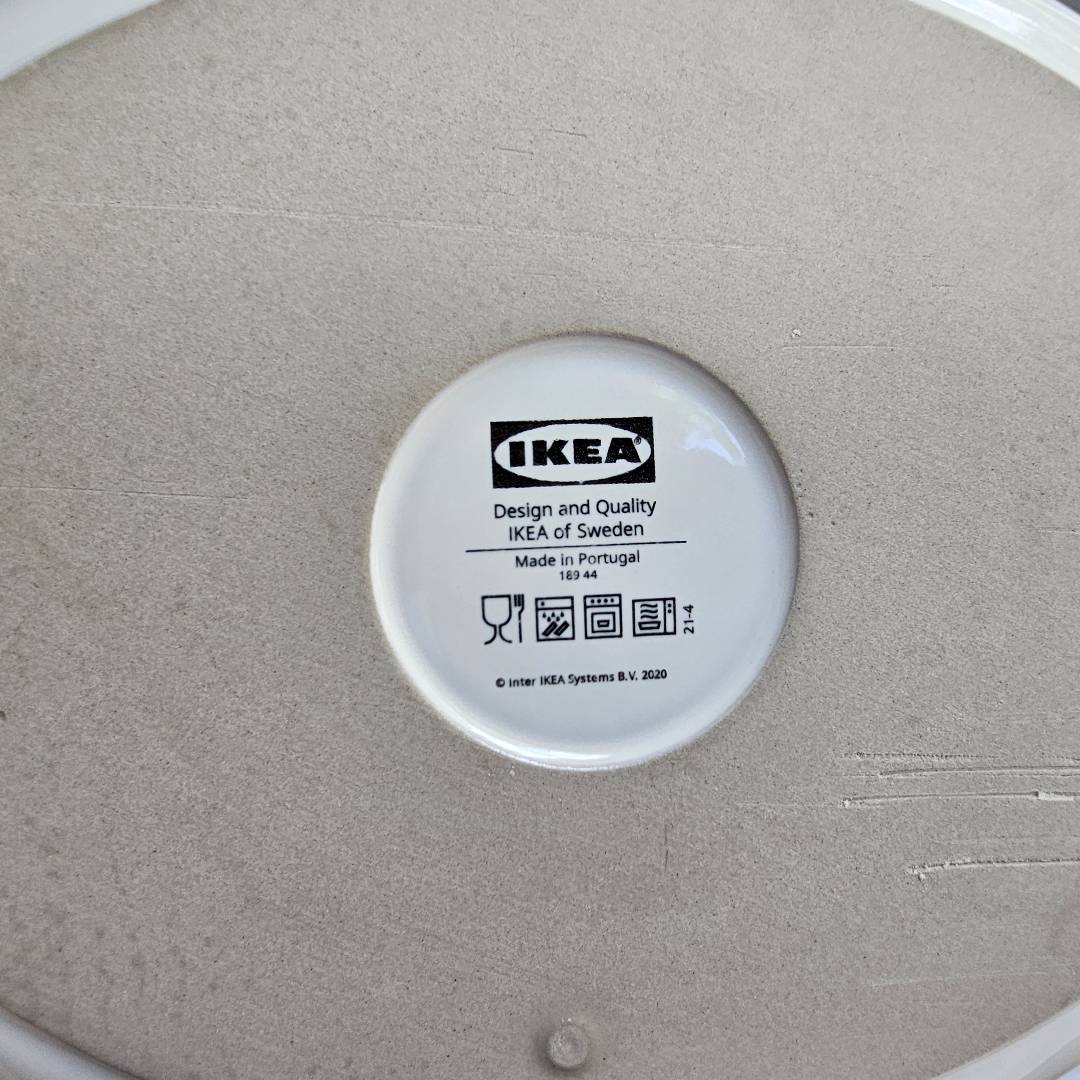 IKEA®
Design and Quality
IKEA of Sweden
Made in Portugal
189 44
21-4
© Inter IKEA Systems B.V. 2020